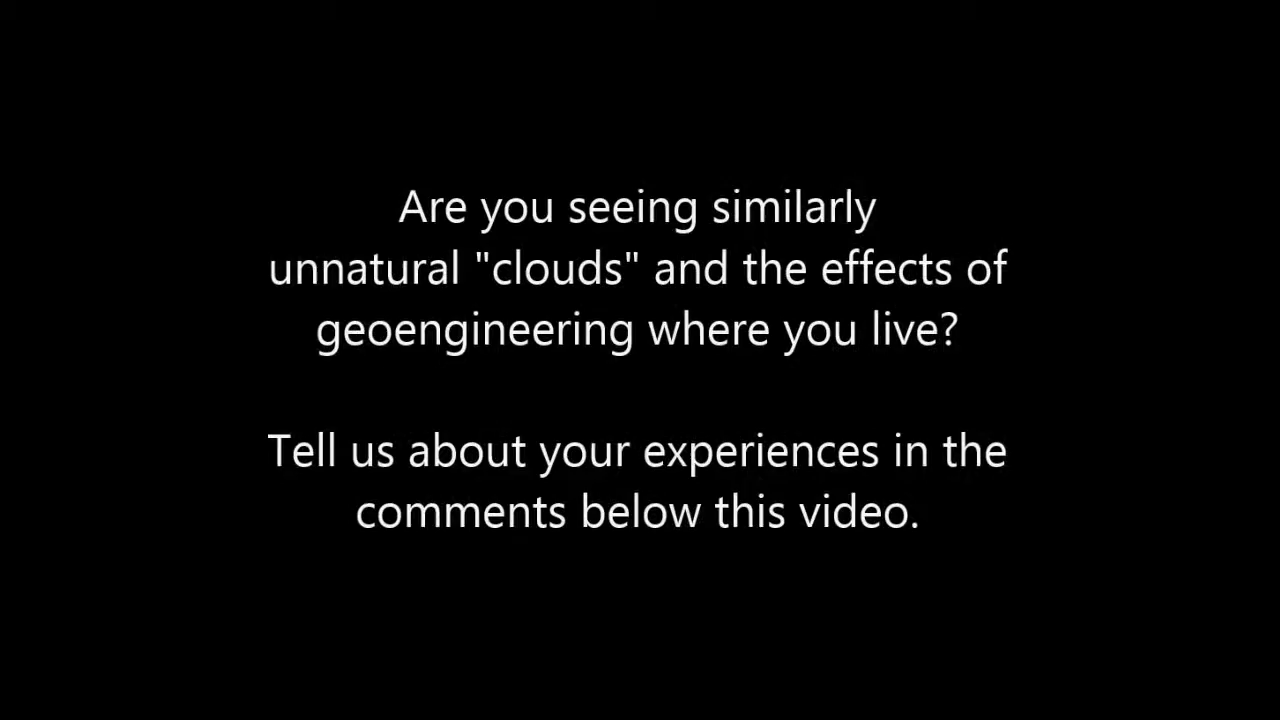 Are you seeing similarly
unnatural "clouds" and the effects of
geoengineering where you live?
Tell us about your experiences in the
comments below this video.